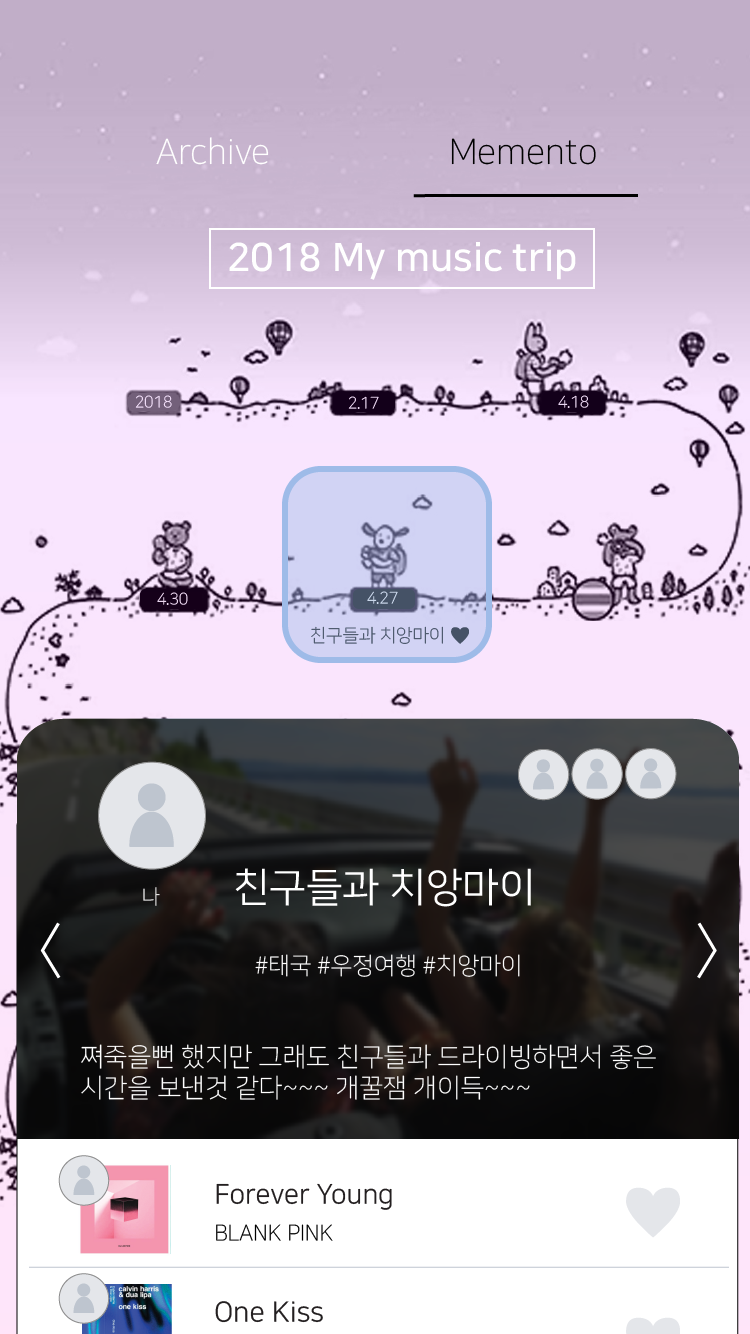 Archive
Memento
2018 My music trip
2018
2.17
4.18
4.30
4.27
친구들과 치앙마이
나
친구들과 치앙마이
#태국 #우정여행 #치앙마이
쪄죽을뻔 했지만 그래도 친구들과 드라이빙하면서 좋은
시간을 보낸것 같다~~~ 개꿀잼 개이득~~~
Forever Young
BLANK PINK
calvin harris
& dua lipa
one kiss
One Kiss